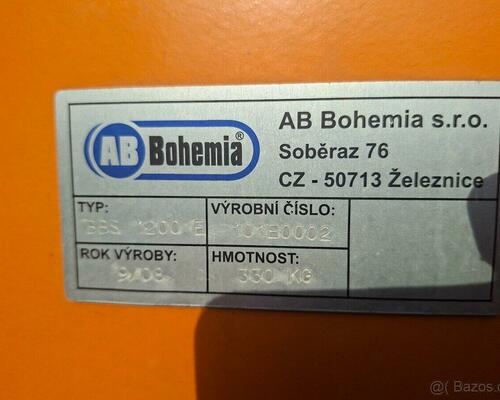 AB Bohemia®
AB Bohemia s.r.o.
Soběraz 76
CZ - 50713 Železnice
TYP:
1200 E
VÝROBNÍ ČÍSLO:
101E0002
ROK VÝROBY:
9/08
HMOTNOST:
330 KG
@( Bazos.c